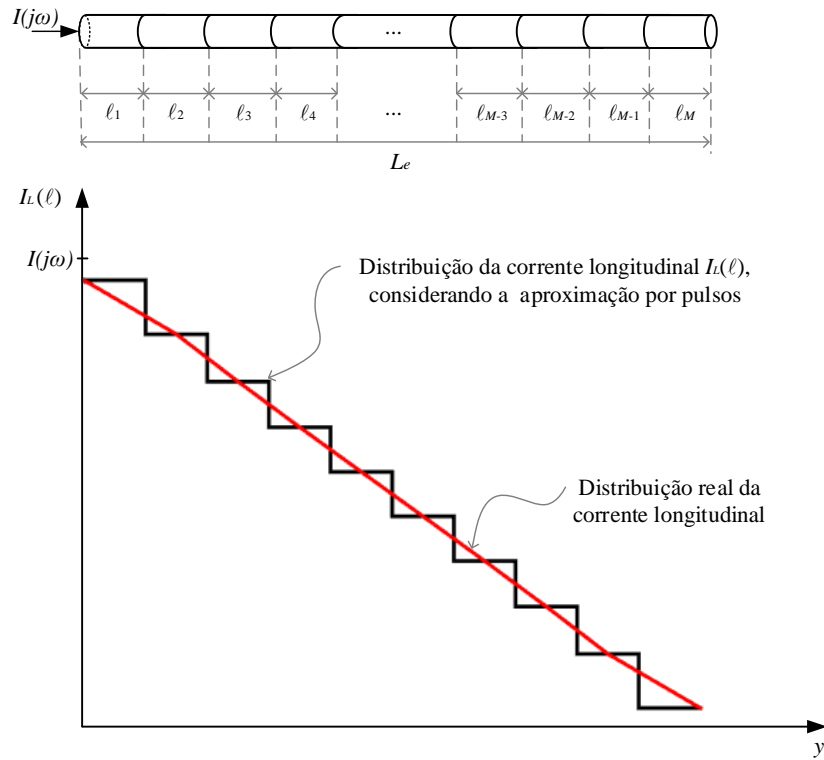 I(jω)
...
ℓ1 ℓ2 ℓ3 ℓ4 ... ℓM-3 ℓM-2 ℓM-1 ℓM
Le
IL(ℓ)
I(jω)
Distribuição da corrente longitudinal IL(ℓ),
considerando a aproximação por pulsos
Distribuição real da
corrente longitudinal
y